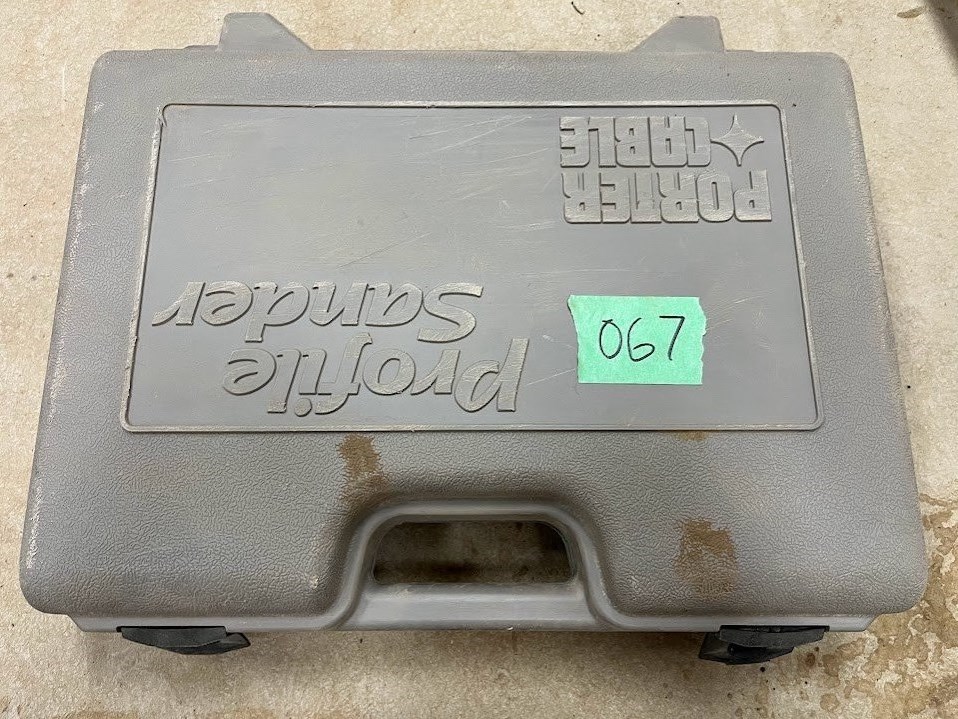 PORTER
CABLE
Profile
Sander
067